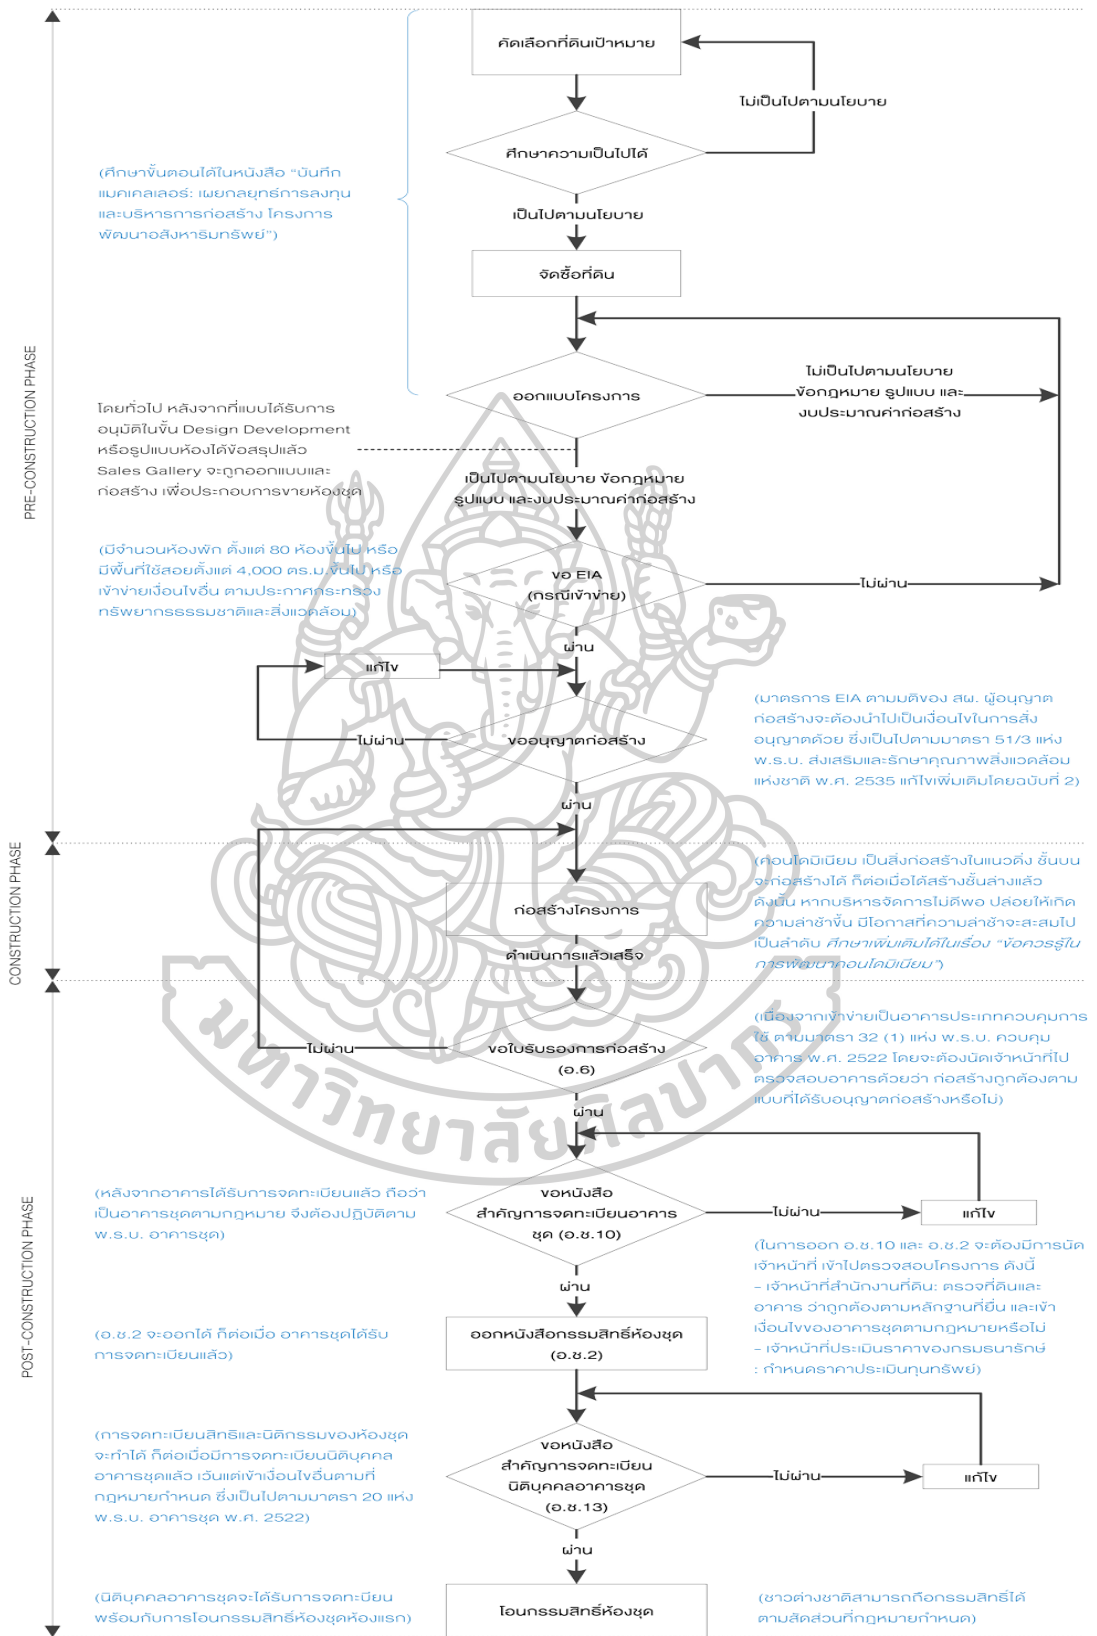 คัดเลือกที่ดินเป้าหมาย
ไม่เป็นไปตามนโยบาย
ศึกษาความเป็นไปได้
(ศึกษาขั้นตอนได้ในหนังสือ “บันทึก
แมคเคลเลอร์: เผยกลยุทธ์การลงทุน
และบริหารการก่อสร้าง โครงการ
พัฒนาอสังหาริมทรัพย์”)
เป็นไปตามนโยบาย
จัดซื้อที่ดิน
PRE-CONSTRUCTION PHASE
ออกแบบโครงการ
ไม่เป็นไปตามนโยบาย
ข้อกฎหมาย รูปแบบ และ
งบประมาณค่าก่อสร้าง
โดยทั่วไป หลังจากที่แบบได้รับการ
อนุมัติในขั้น Design Development
หรือรูปแบบห้องได้ข้อสรุปแล้ว
Sales Gallery จะถูกออกแบบและ
ก่อสร้าง เพื่อประกอบการขายห้องชุด
เป็นไปตามนโยบาย ข้อกฎหมาย
รูปแบบ และงบประมาณค่าก่อสร้าง
(มีจำนวนห้องพัก ตั้งแต่ 80 ห้องขึ้นไป หรือ
มีพื้นที่ใช้สอยตั้งแต่ 4,000 ตร.ม.ขึ้นไป หรือ
เข้าข่ายเงื่อนไขอื่น ตามประกาศกระทรวง
ทรัพยากรธรรมชาติและสิ่งแวดล้อม)
ขอ EIA
(กรณีเข้าข่าย)
ไม่ผ่าน
ผ่าน
แก้ไข
ไม่ผ่าน
ขออนุญาตก่อสร้าง
(มาตรการ EIA ตามมติของ สผ. ผู้อนุญาต
ก่อสร้างจะต้องนำไปเป็นเงื่อนไขในการสั่ง
อนุญาตด้วย ซึ่งเป็นไปตามมาตรา 51/3 แห่ง
พ.ร.บ. ส่งเสริมและรักษาคุณภาพสิ่งแวดล้อม
แห่งชาติ พ.ศ. 2535 แก้ไขเพิ่มเติมโดยฉบับที่ 2)
ผ่าน
CONSTRUCTION PHASE
ก่อสร้างโครงการ
(คอนโดมิเนียม เป็นสิ่งก่อสร้างในแนวดิ่ง ชั้นบน
จะก่อสร้างได้ ก็ต่อเมื่อได้สร้างชั้นล่างแล้ว
ดังนั้น หากบริหารจัดการไม่ดีพอ ปล่อยให้เกิด
ความล่าช้าขึ้น มีโอกาสที่ความล่าช้าจะสะสมไป
เป็นลำดับ ศึกษาเพิ่มเติมได้ในเรื่อง “ข้อควรรู้ใน
การพัฒนาคอนโดมิเนียม”)
ดำเนินการแล้วเสร็จ
ไม่ผ่าน
ขอใบรับรองการก่อสร้าง
(อ.6)
(เนื่องจากเข้าข่ายเป็นอาคารประเภทควบคุมการ
ใช้ ตามมาตรา 32 (1) แห่ง พ.ร.บ. ควบคุม
อาคาร พ.ศ. 2522 โดยจะต้องนัดเจ้าหน้าที่ไป
ตรวจสอบอาคารด้วยว่า ก่อสร้างถูกต้องตาม
แบบที่ได้รับอนุญาตก่อสร้างหรือไม่)
มหาวิทยาลัยศิลปากร
ผ่าน
POST-CONSTRUCTION PHASE
(หลังจากอาคารได้รับการจดทะเบียนแล้ว ถือว่า
เป็นอาคารชุดตามกฎหมาย จึงต้องปฏิบัติตาม
พ.ร.บ. อาคารชุด)
ขอหนังสือ
สำคัญการจดทะเบียนอาคาร
ชุด (อ.ช.10)
ไม่ผ่าน
แก้ไข
(ในการออก อ.ช.10 และ อ.ช.2 จะต้องมีการนัด
เจ้าหน้าที่ เข้าไปตรวจสอบโครงการ ดังนี้
- เจ้าหน้าที่สำนักงานที่ดิน: ตรวจที่ดินและ
อาคาร ว่าถูกต้องตามหลักฐานที่ยื่น และเข้า
เงื่อนไขของอาคารชุดตามกฎหมายหรือไม่
- เจ้าหน้าที่ประเมินราคาของกรมธนารักษ์
: กำหนดราคาประเมินทุนทรัพย์)
ผ่าน
(อ.ช.2 จะออกได้ ก็ต่อเมื่อ อาคารชุดได้รับ
การจดทะเบียนแล้ว)
ออกหนังสือกรรมสิทธิ์ห้องชุด
(อ.ช.2)
(การจดทะเบียนสิทธิและนิติกรรมของห้องชุด
จะทำได้ ก็ต่อเมื่อมีการจดทะเบียนนิติบุคคล
อาคารชุดแล้ว เว้นแต่เข้าเงื่อนไขอื่นตามที่
กฎหมายกำหนด ซึ่งเป็นไปตามมาตรา 20 แห่ง
พ.ร.บ. อาคารชุด พ.ศ. 2522)
ขอหนังสือ
สำคัญการจดทะเบียน
นิติบุคคลอาคารชุด
(อ.ช.13)
ไม่ผ่าน
แก้ไข
ผ่าน
(นิติบุคคลอาคารชุดจะได้รับการจดทะบียน
พร้อมกับการโอนกรรมสิทธิ์ห้องชุดห้องแรก)
โอนกรรมสิทธิ์ห้องชุด
(ชาวต่างชาติสามารถถือกรรมสิทธิ์ได้
ตามสัดส่วนที่กฎหมายกำหนด)